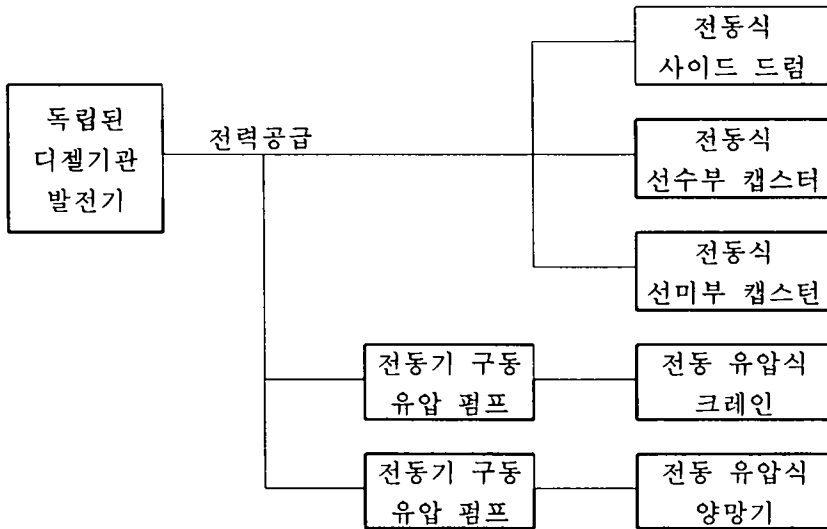 독립된
디젤기관
발전기
전력공급
전동식
사이드 드럼
전동식
선수부 캡스터
전동식
선미부 캡스턴
전동기 구동
유압 펌프
전동 유압식
크레인
전동기 구동
유압 펌프
전동 유압식
양망기